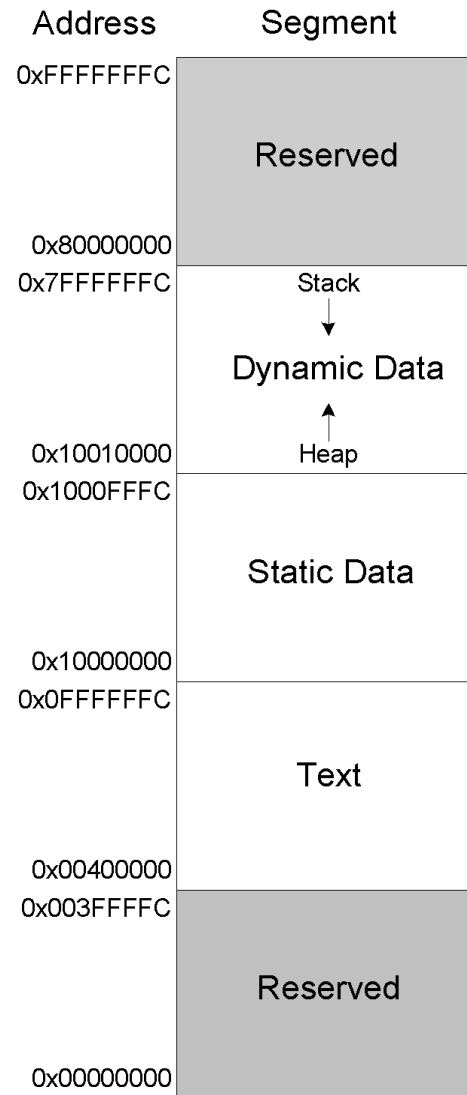 Address Segment
0xFFFFFFFC
Reserved
0x80000000
0x7FFFFFFC Stack
Dynamic Data
0x10010000 Heap
0x1000FFFC
Static Data
0x10000000
0x0FFFFFFC
Text
0x00400000
0x003FFFFC
Reserved
0x00000000